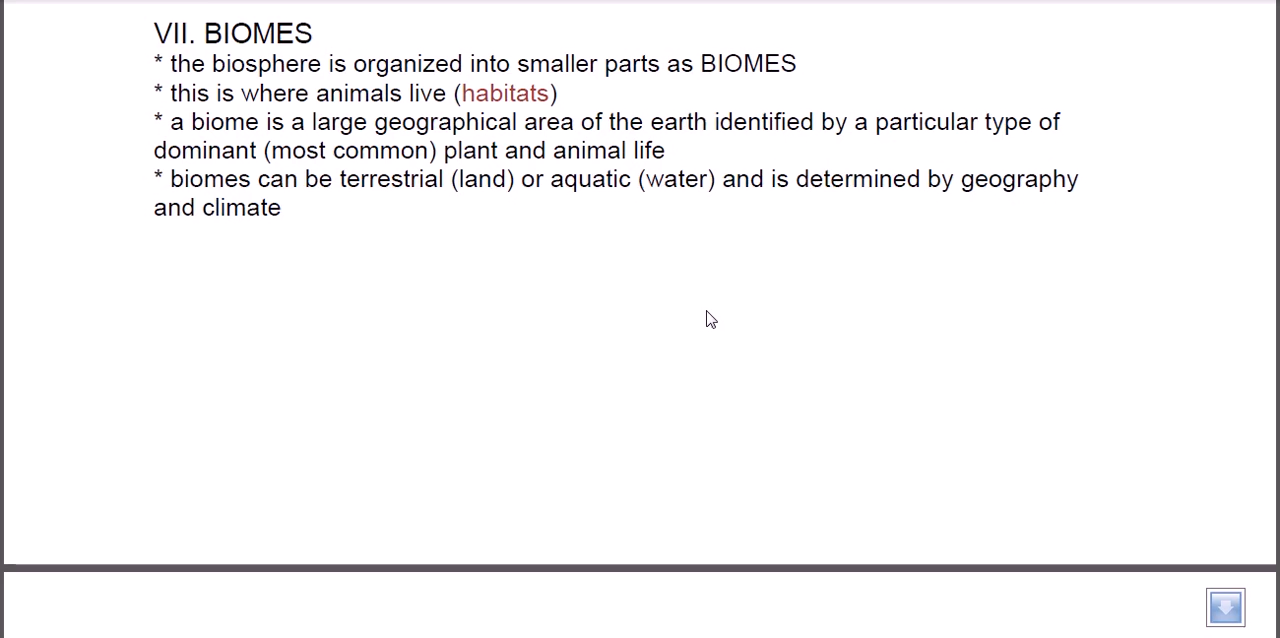 VII. BIOMES
* the biosphere is organized into smaller parts as BIOMES
* this is where animals live (habitats)
* a biome is a large geographical area of the earth identified by a particular type of
dominant (most common) plant and animal life
* biomes can be terrestrial (land) or aquatic (water) and is determined by geography
and climate